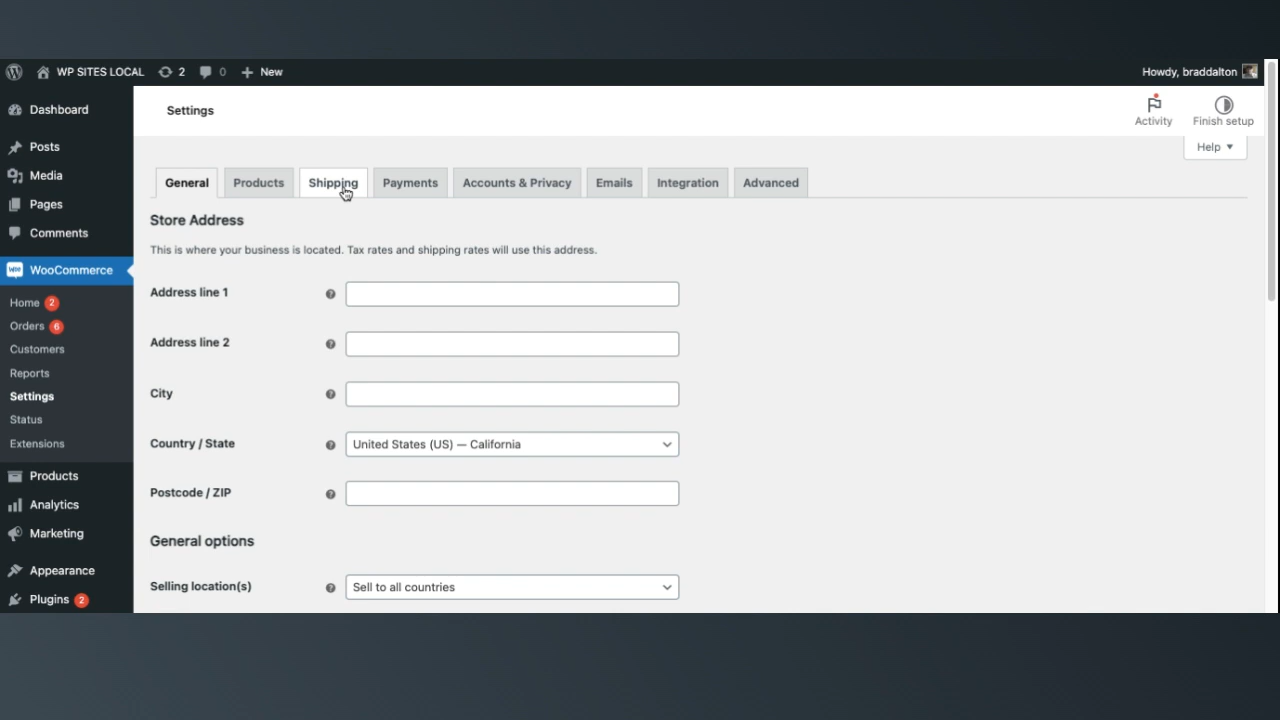 WP SITES LOCAL 2 0 New Howdy, braddalton
Dashboard
Posts
Media
Pages
Comments
woo WooCommerce
Home 2
Orders 6
Customers
Reports
Settings
Status
Extensions
Products
Analytics
Marketing
Appearance
Plugins 2
Settings
Activity Finish setup
Help
General Products Shipping Payments Accounts & Privacy Emails Integration Advanced
Store Address
This is where your business is located. Tax rates and shipping rates will use this address.
Address line 1
Address line 2
City
Country / State United States (US) — California
Postcode / ZIP
General options
Selling location(s) Sell to all countries